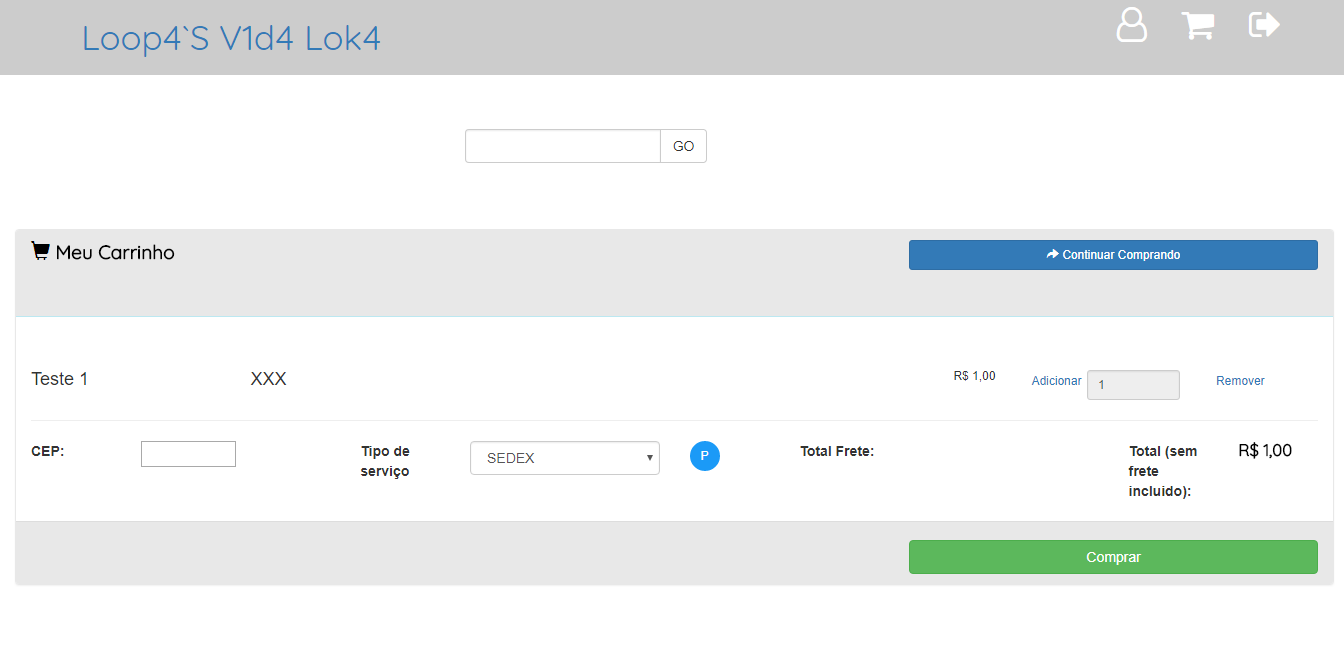 Loop4`S V1d4 Lok4
GO
Meu Carrinho
Continuar Comprando
Teste 1
XXX
R$ 1,00
Adicionar
1
Remover
CEP:
Tipo de
serviço
SEDEX
P
Total Frete:
Total (sem
frete
incluido):
R$ 1,00
Comprar